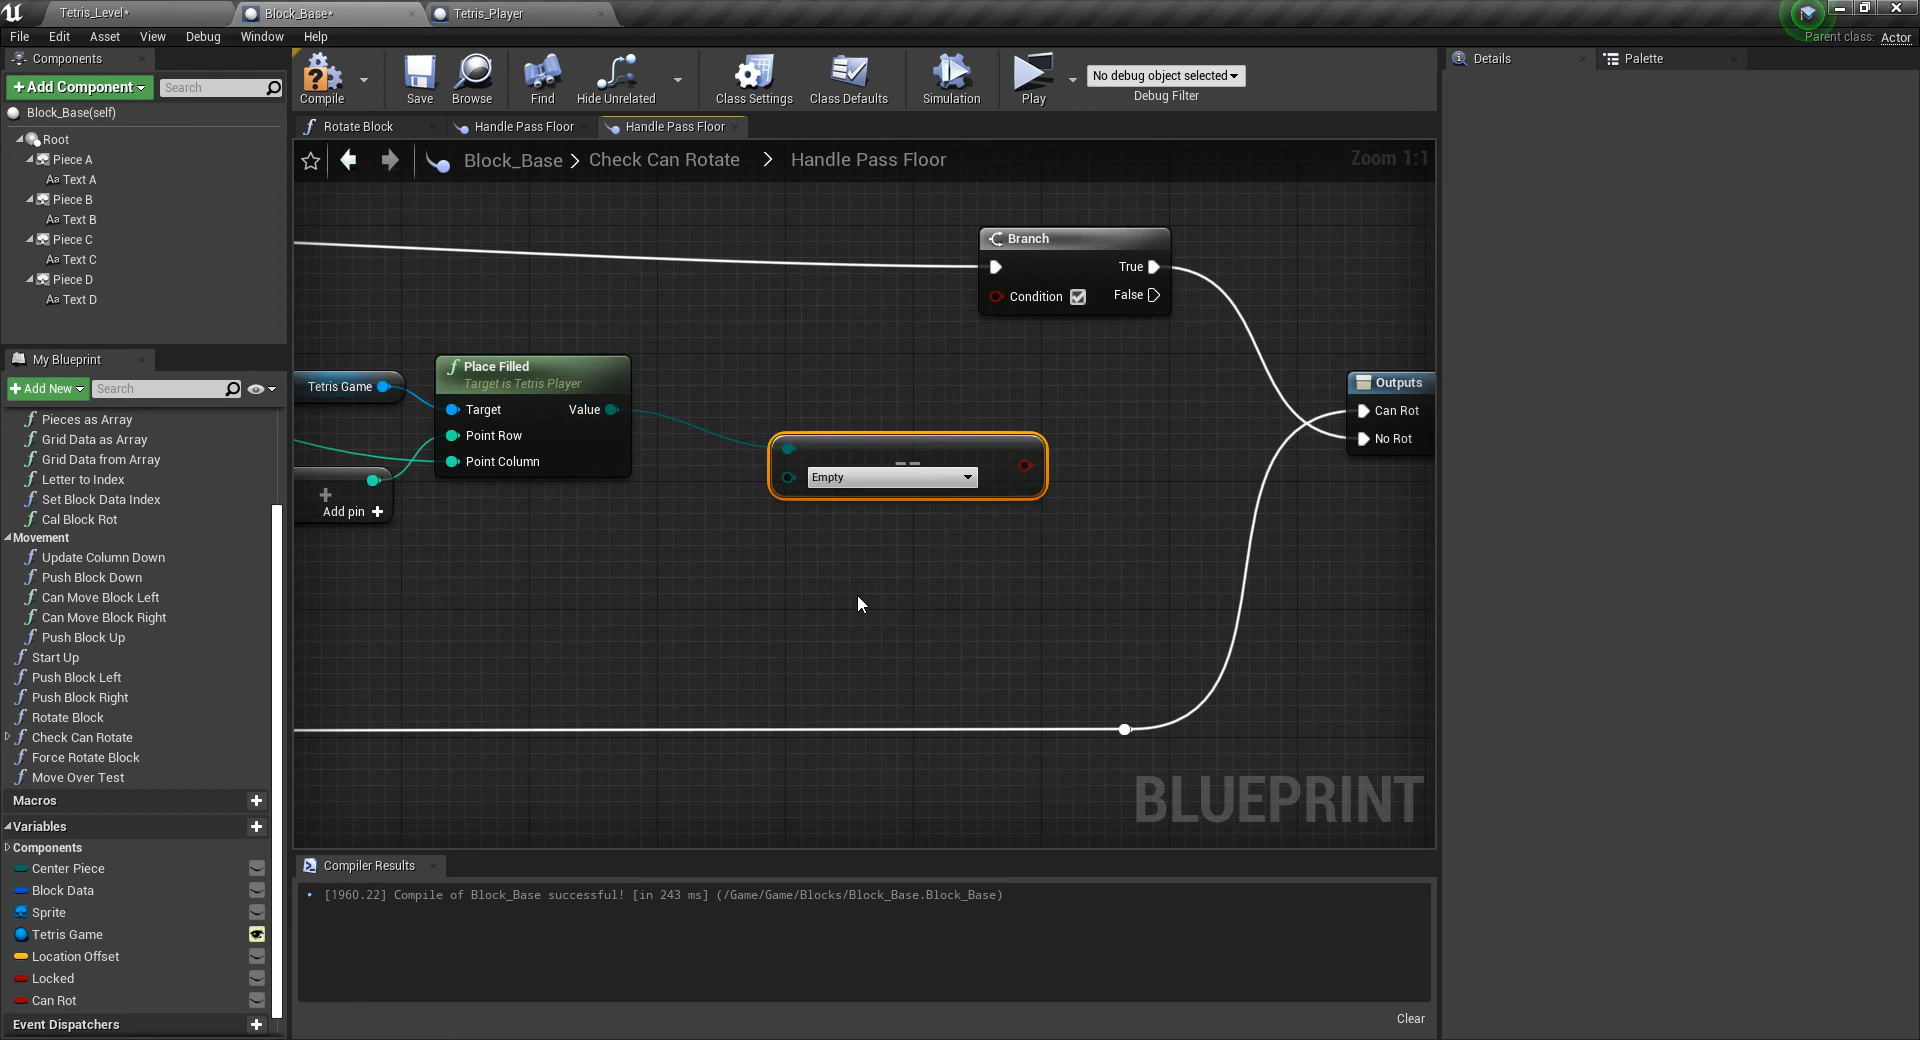 Tetris_Level*
Block_Base*
Tetris_Player
File
Edit
Asset
View
Debug
Window
Help
Parent class:
Actor
Components
+Add Component
Search
Block_Base(self)
Root
Piece A
Aa Text A
Piece B
Aa Text B
Piece C
Aa Text C
Piece D
Aa Text D
Compile
Save
Browse
Find
Hide Unrelated
Class Settings
Class Defaults
Simulation
Play
No debug object selected
Debug Filter
Details
Palette
f Rotate Block
Handle Pass Floor
Handle Pass Floor
Block_Base > Check Can Rotate > Handle Pass Floor
Zoom 1:1
Branch
True
Condition
False
Tetris Game
f Place Filled
Target is Tetris Player
Target
Value
Point Row
Point Column
Add pin +
==
Empty
Outputs
Can Rot
No Rot
BLUEPRINT
My Blueprint
+Add New
Search
f Pieces as Array
f Grid Data as Array
f Grid Data from Array
f Letter to Index
f Set Block Data Index
f Cal Block Rot
Movement
f Update Column Down
f Push Block Down
f Can Move Block Left
f Can Move Block Right
f Push Block Up
f Start Up
f Push Block Left
f Push Block Right
f Rotate Block
f Check Can Rotate
f Force Rotate Block
f Move Over Test
Macros
Variables
Components
Center Piece
Block Data
Sprite
Tetris Game
Location Offset
Locked
Can Rot
Event Dispatchers
Compiler Results
[1960.22] Compile of Block_Base successful! [in 243 ms] (/Game/Game/Blocks/Block_Base.Block_Base)
Clear